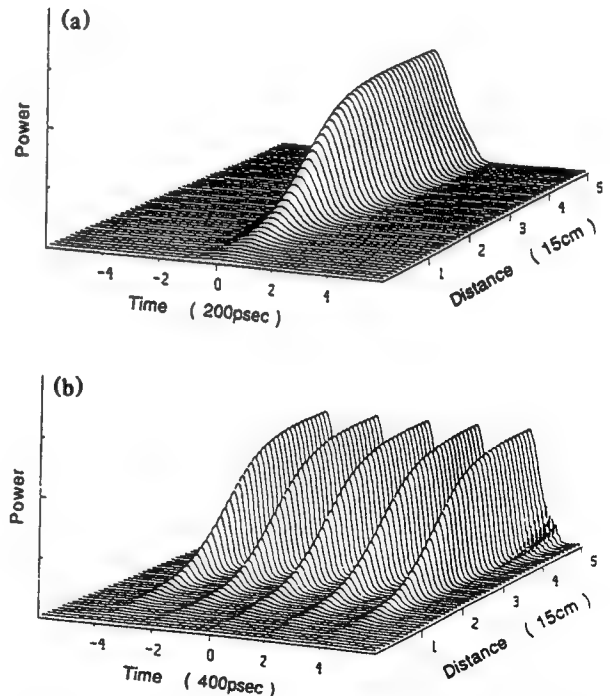 (a)
Power
-4 -2 0 2 4
Time ( 200psec )
1 2 3 4 5
Distance ( 15cm )
(b)
Power
-4 -2 0 2 4
Time ( 400psec )
1 2 3 4 5
Distance ( 15cm )